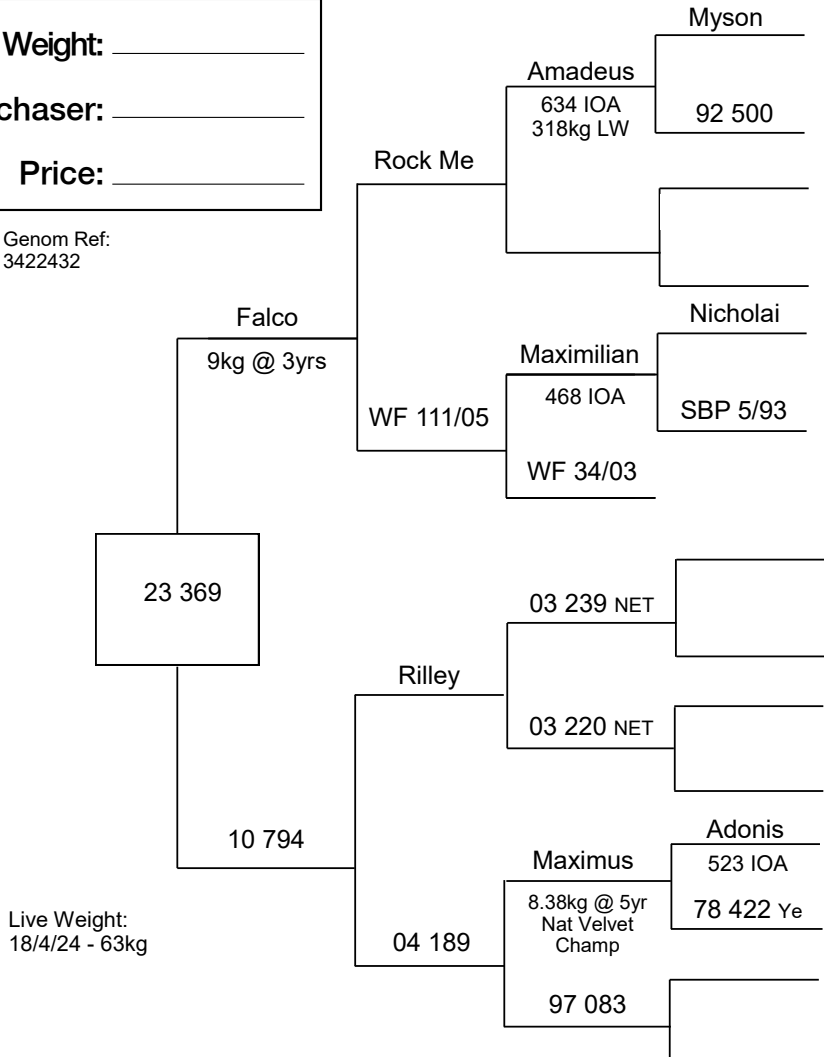 Weight:
chaser:
Price:
Genom Ref:
3422432
Myson
Amadeus
634 IOA
318kg LW
92 500
Rock Me
Falco
9kg @ 3yrs
Nicholai
Maximilian
468 IOA
SBP 5/93
WF 111/05
WF 34/03
23 369
03 239 NET
Rilley
03 220 NET
10 794
Adonis
Maximus
523 IOA
8.38kg @ 5yr
Nat Velvet
Champ
78 422 Ye
04 189
97 083
Live Weight:
18/4/24 - 63kg